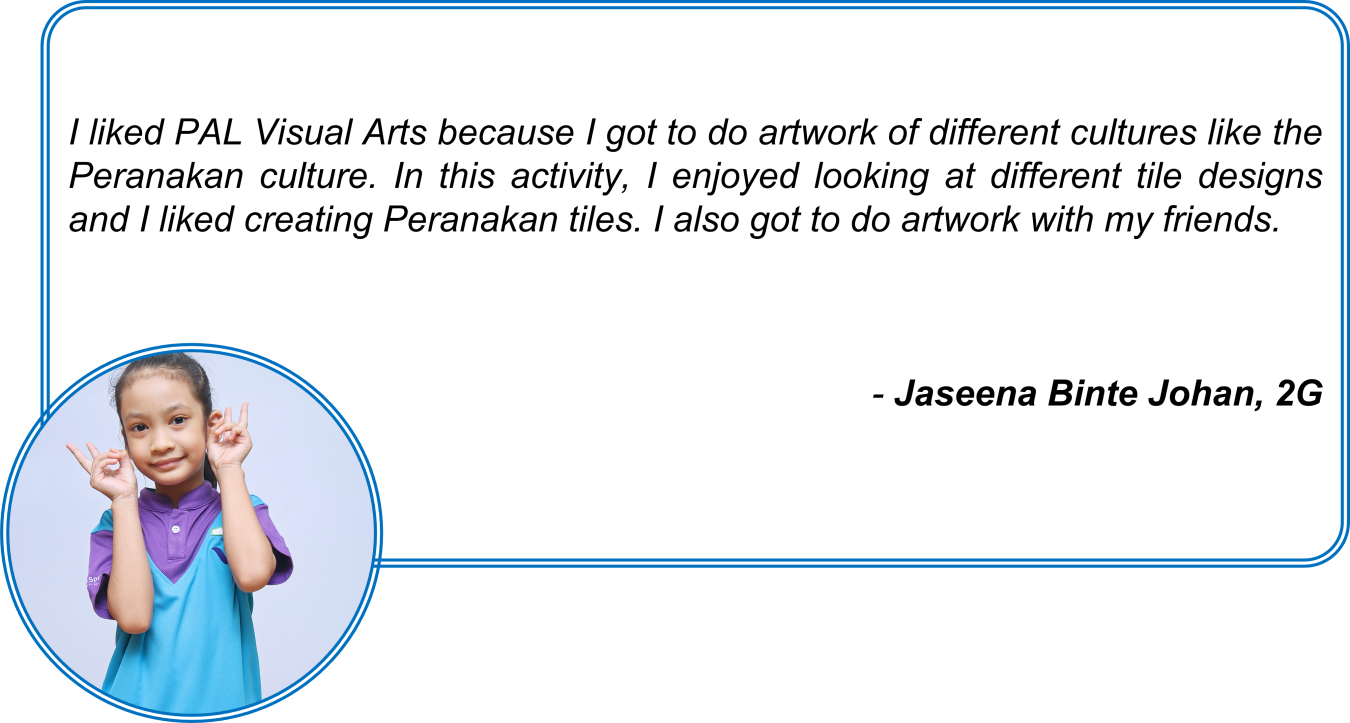 I liked PAL Visual Arts because I got to do artwork of different cultures like the
Peranakan culture. In this activity, I enjoyed looking at different tile designs
and I liked creating Peranakan tiles. I also got to do artwork with my friends.
- Jaseena Binte Johan, 2G